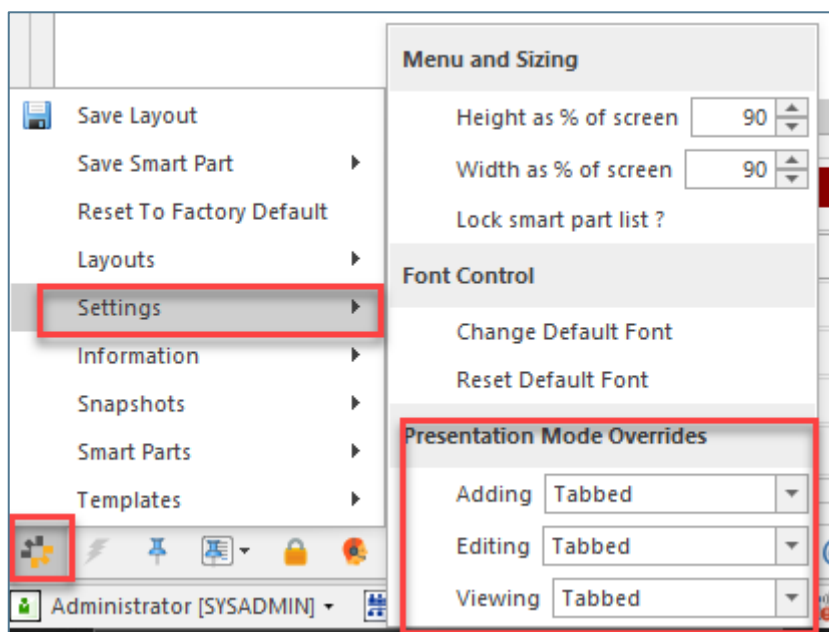 Save Layout
Save Smart Part
Reset To Factory Default
Layouts
Settings
Information
Snapshots
Smart Parts
Templates
Administrator [SYSADMIN]
Menu and Sizing
Height as % of screen 90
Width as % of screen 90
Lock smart part list ?
Font Control
Change Default Font
Reset Default Font
Presentation Mode Overrides
Adding Tabbed
Editing Tabbed
Viewing Tabbed